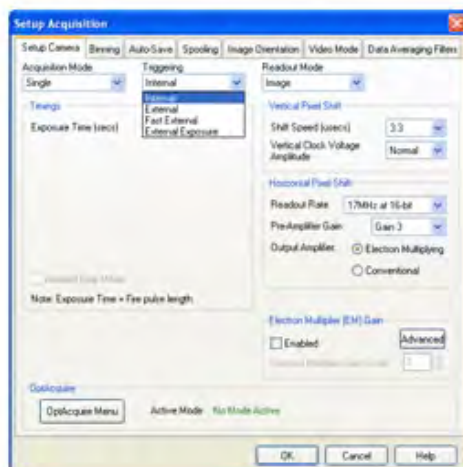 Setup Acquisition
Setup Camera Binning Auto-Save Spooling Image Orientation Video Mode Data Averaging Filters
Acquisition Mode Triggering Readout Mode
Single Internal Image
Internal
External
Fast External
External Exposure
Timings
Exposure Time (secs)
Note: Exposure Time = Fire pulse length.
Vertical Pixel Shift
Shift Speed (usecs) 3.3
Vertical Clock Voltage
Amplitude Normal
Horizontal Pixel Shift
Readout Rate 17MHz at 16-bit
Pre-Amplifier Gain Gain 3
Output Amplifier Electron Multiplying
Conventional
Electron Multiplier (EM) Gain
Enabled Advanced
OptAcquire
OptAcquire Menu Active Mode No Mode Active
OK Cancel Help